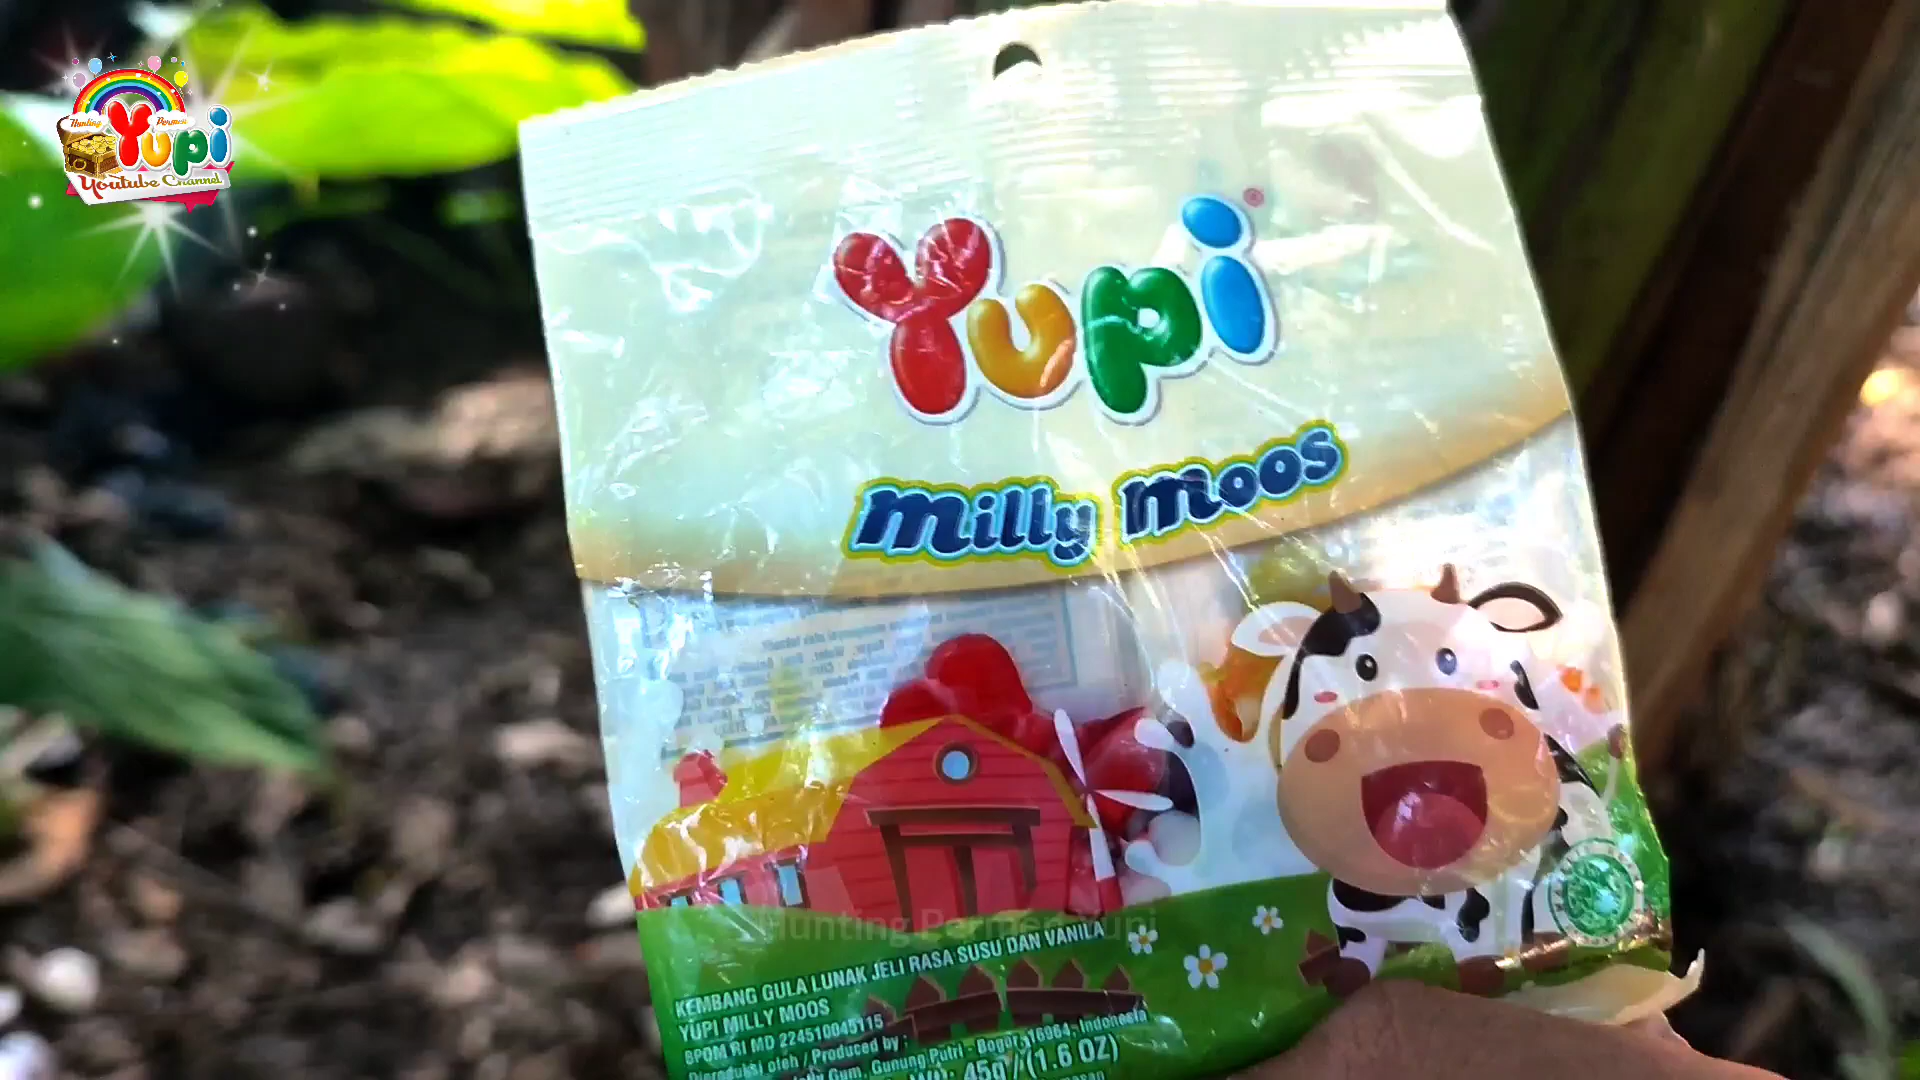 Hunting Permen
Yupi
Youtube Channel
Yupi
Milly Moos
Hunting Permen Yupi
KEMBANG GULA LUNAK JELI RASA SUSU DAN VANILA
YUPI MILLY MOOS
BPOM RI MD 224510045115
Diproduksi oleh / Produced by :
Gum, Gunung Putri - Bogor 16964, Indonesia
45g / (1.6 OZ)